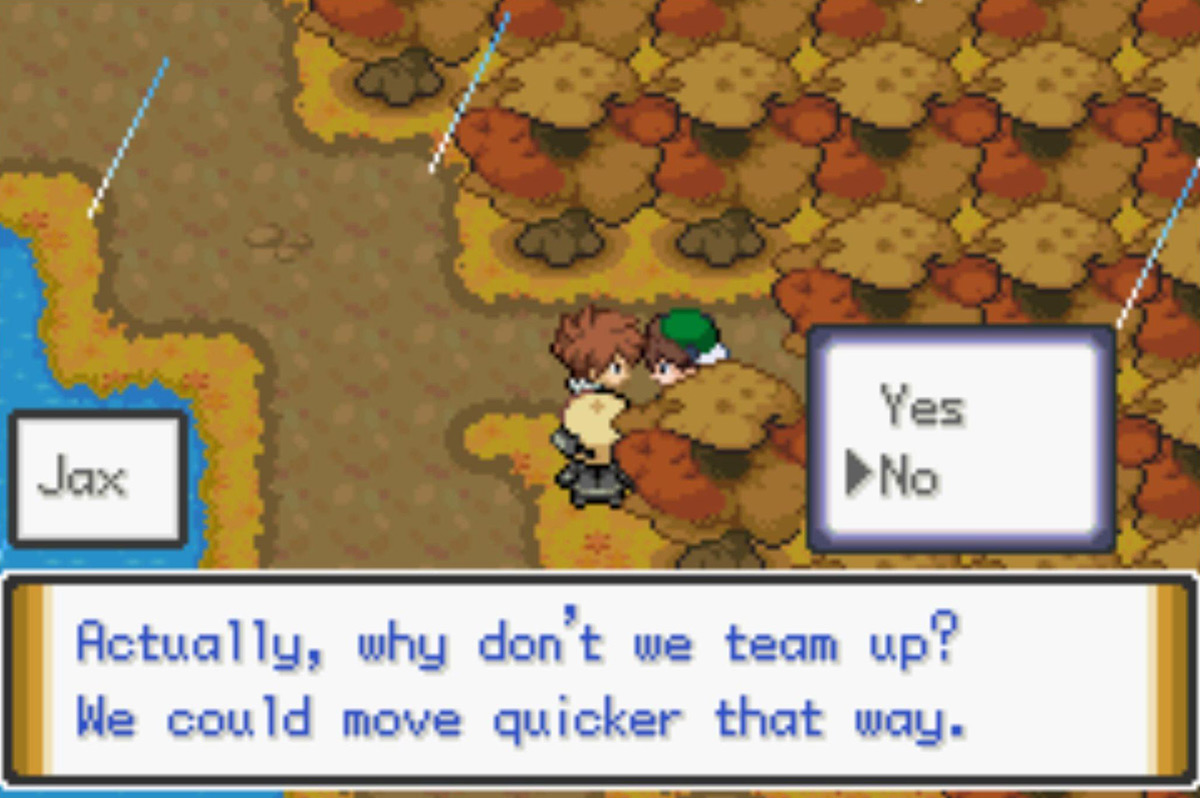 Yes
No
Jax
Actually, why don't we team up?
We could move quicker that way.